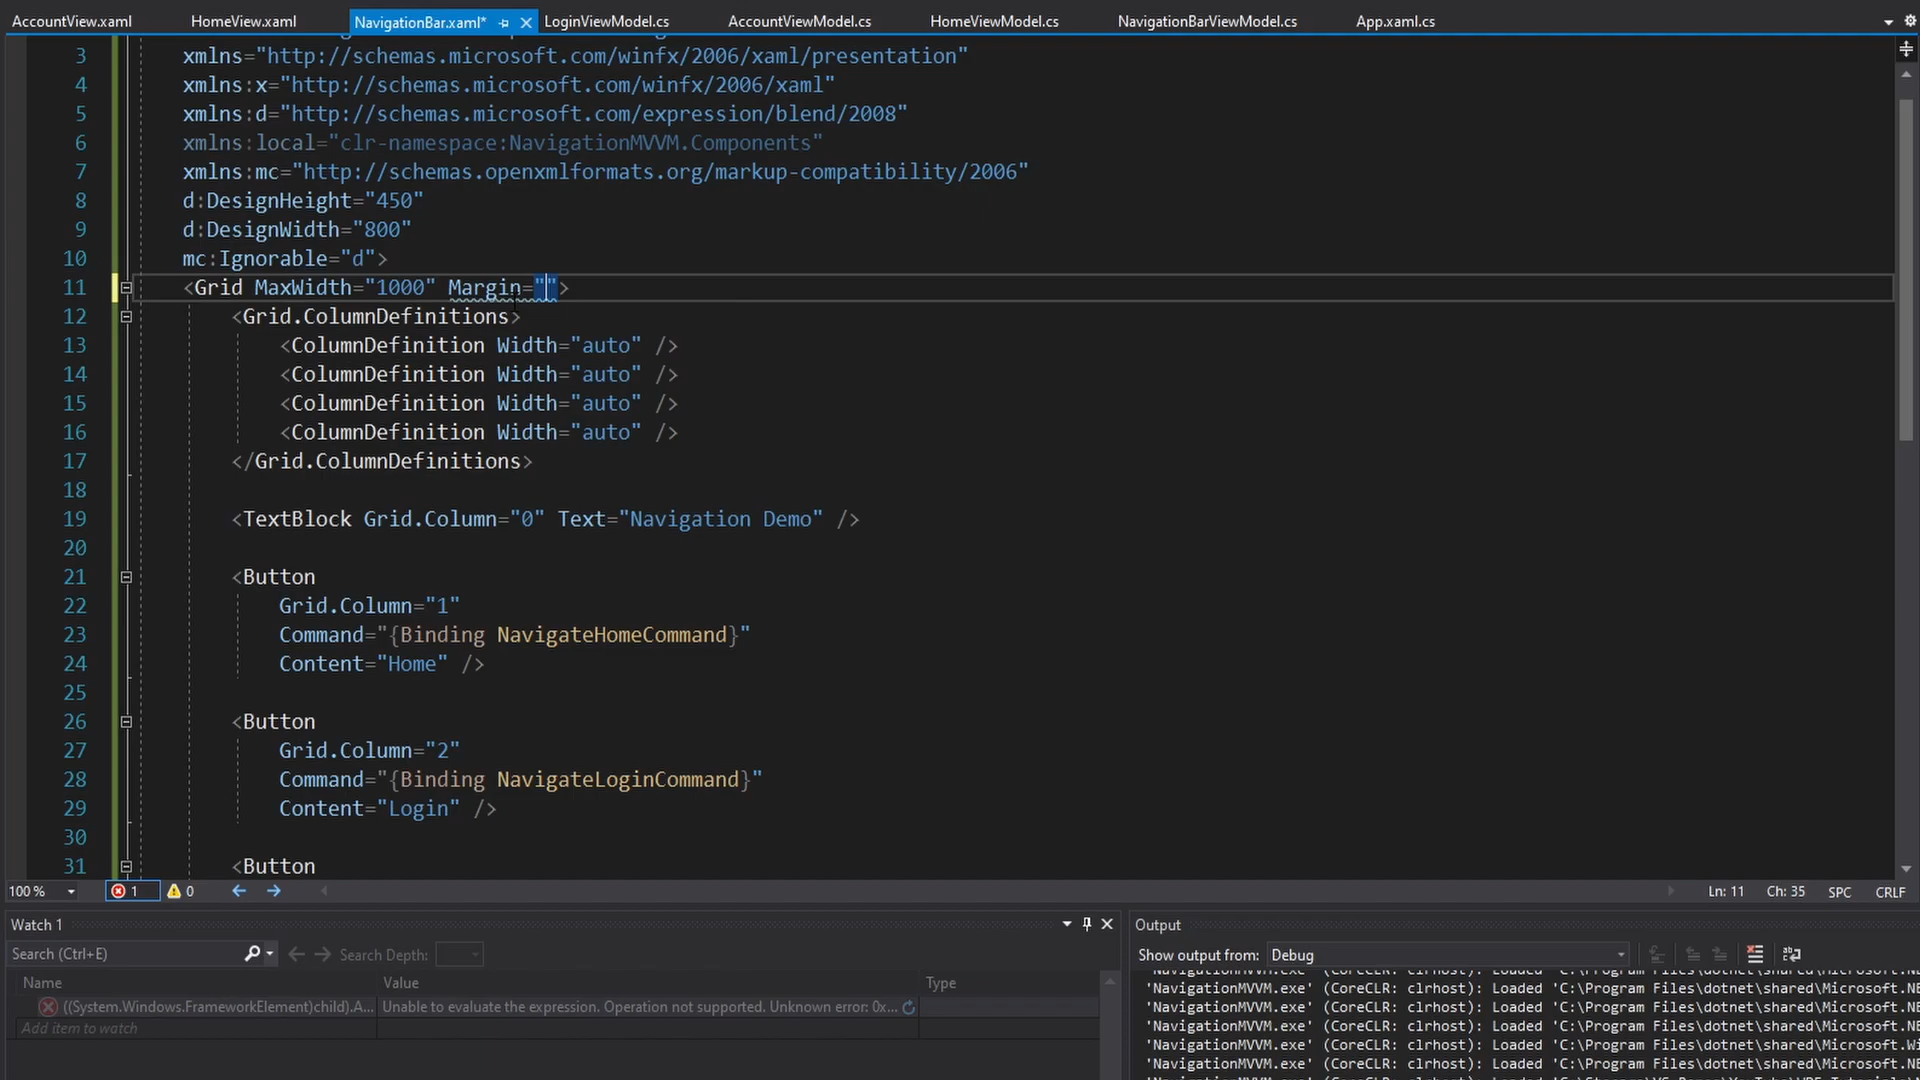 AccountView.xaml HomeView.xaml NavigationBar.xaml* LoginViewModel.cs AccountViewModel.cs HomeViewModel.cs NavigationBarViewModel.cs App.xaml.cs
3 xmlns="http://schemas.microsoft.com/winfx/2006/xaml/presentation"
4 xmlns:x="http://schemas.microsoft.com/winfx/2006/xaml"
5 xmlns:d="http://schemas.microsoft.com/expression/blend/2008"
6 xmlns:local="clr-namespace:NavigationMVVM.Components"
7 xmlns:mc="http://schemas.openxmlformats.org/markup-compatibility/2006"
8 d:DesignHeight="450"
9 d:DesignWidth="800"
10 mc:Ignorable="d">
11 <Grid MaxWidth="1000" Margin="">
12 <Grid.ColumnDefinitions>
13 <ColumnDefinition Width="auto" />
14 <ColumnDefinition Width="auto" />
15 <ColumnDefinition Width="auto" />
16 <ColumnDefinition Width="auto" />
17 </Grid.ColumnDefinitions>
18
19 <TextBlock Grid.Column="0" Text="Navigation Demo" />
20
21 <Button
22 Grid.Column="1"
23 Command="{Binding NavigateHomeCommand}"
24 Content="Home" />
25
26 <Button
27 Grid.Column="2"
28 Command="{Binding NavigateLoginCommand}"
29 Content="Login" />
30
31 <Button
100 % 1 0 Ln: 11 Ch: 35 SPC CRLF
Watch 1
Search (Ctrl+E) Search Depth:
Name Value Type
((System.Windows.FrameworkElement)child).A... Unable to evaluate the expression. Operation not supported. Unknown error: 0x...
Add item to watch
Output
Show output from: Debug
'NavigationMVVM.exe' (CoreCLR: clrhost): Loaded 'C:\Program Files\dotnet\shared\Microsoft.NE
'NavigationMVVM.exe' (CoreCLR: clrhost): Loaded 'C:\Program Files\dotnet\shared\Microsoft.NE
'NavigationMVVM.exe' (CoreCLR: clrhost): Loaded 'C:\Program Files\dotnet\shared\Microsoft.NE
'NavigationMVVM.exe' (CoreCLR: clrhost): Loaded 'C:\Program Files\dotnet\shared\Microsoft.Wi
'NavigationMVVM.exe' (CoreCLR: clrhost): Loaded 'C:\Program Files\dotnet\shared\Microsoft.NE